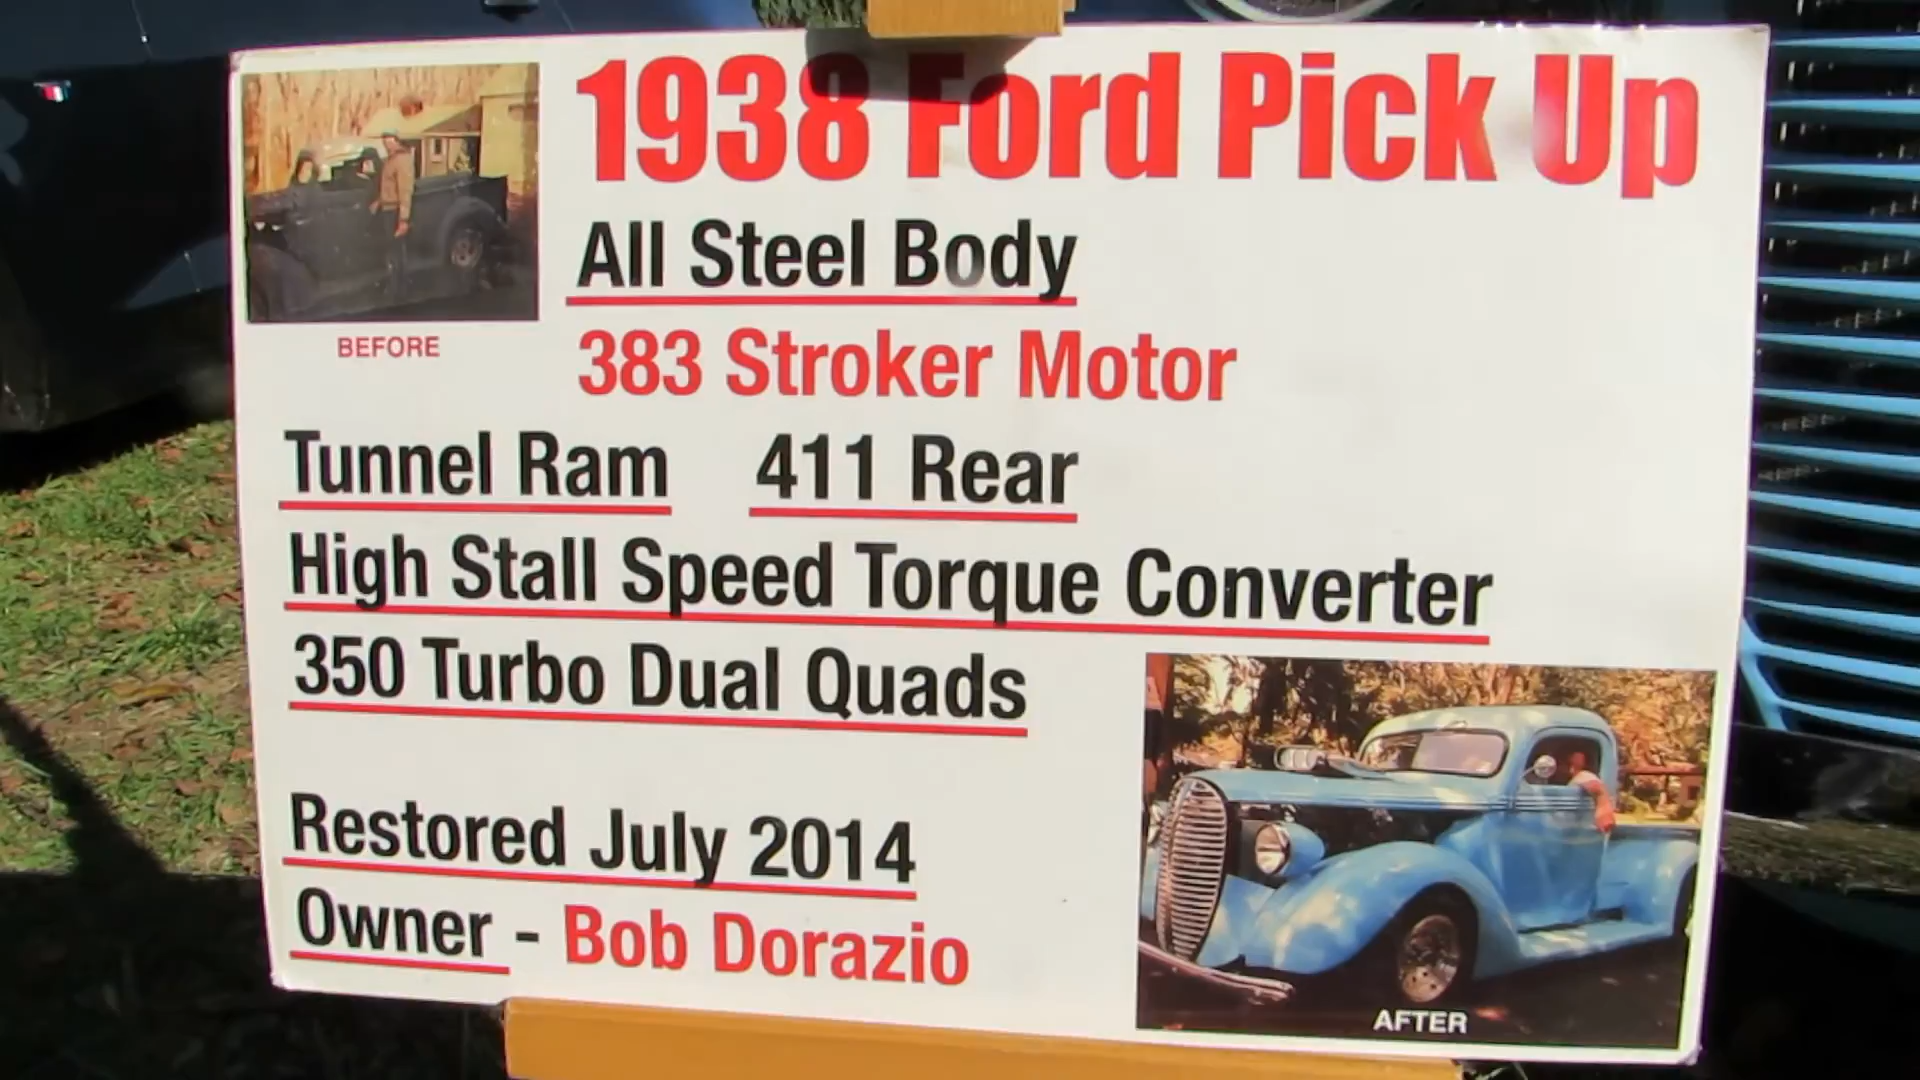 1938 Ford Pick Up
All Steel Body
BEFORE
383 Stroker Motor
Tunnel Ram 411 Rear
High Stall Speed Torque Converter
350 Turbo Dual Quads
Restored July 2014
Owner - Bob Dorazio
AFTER